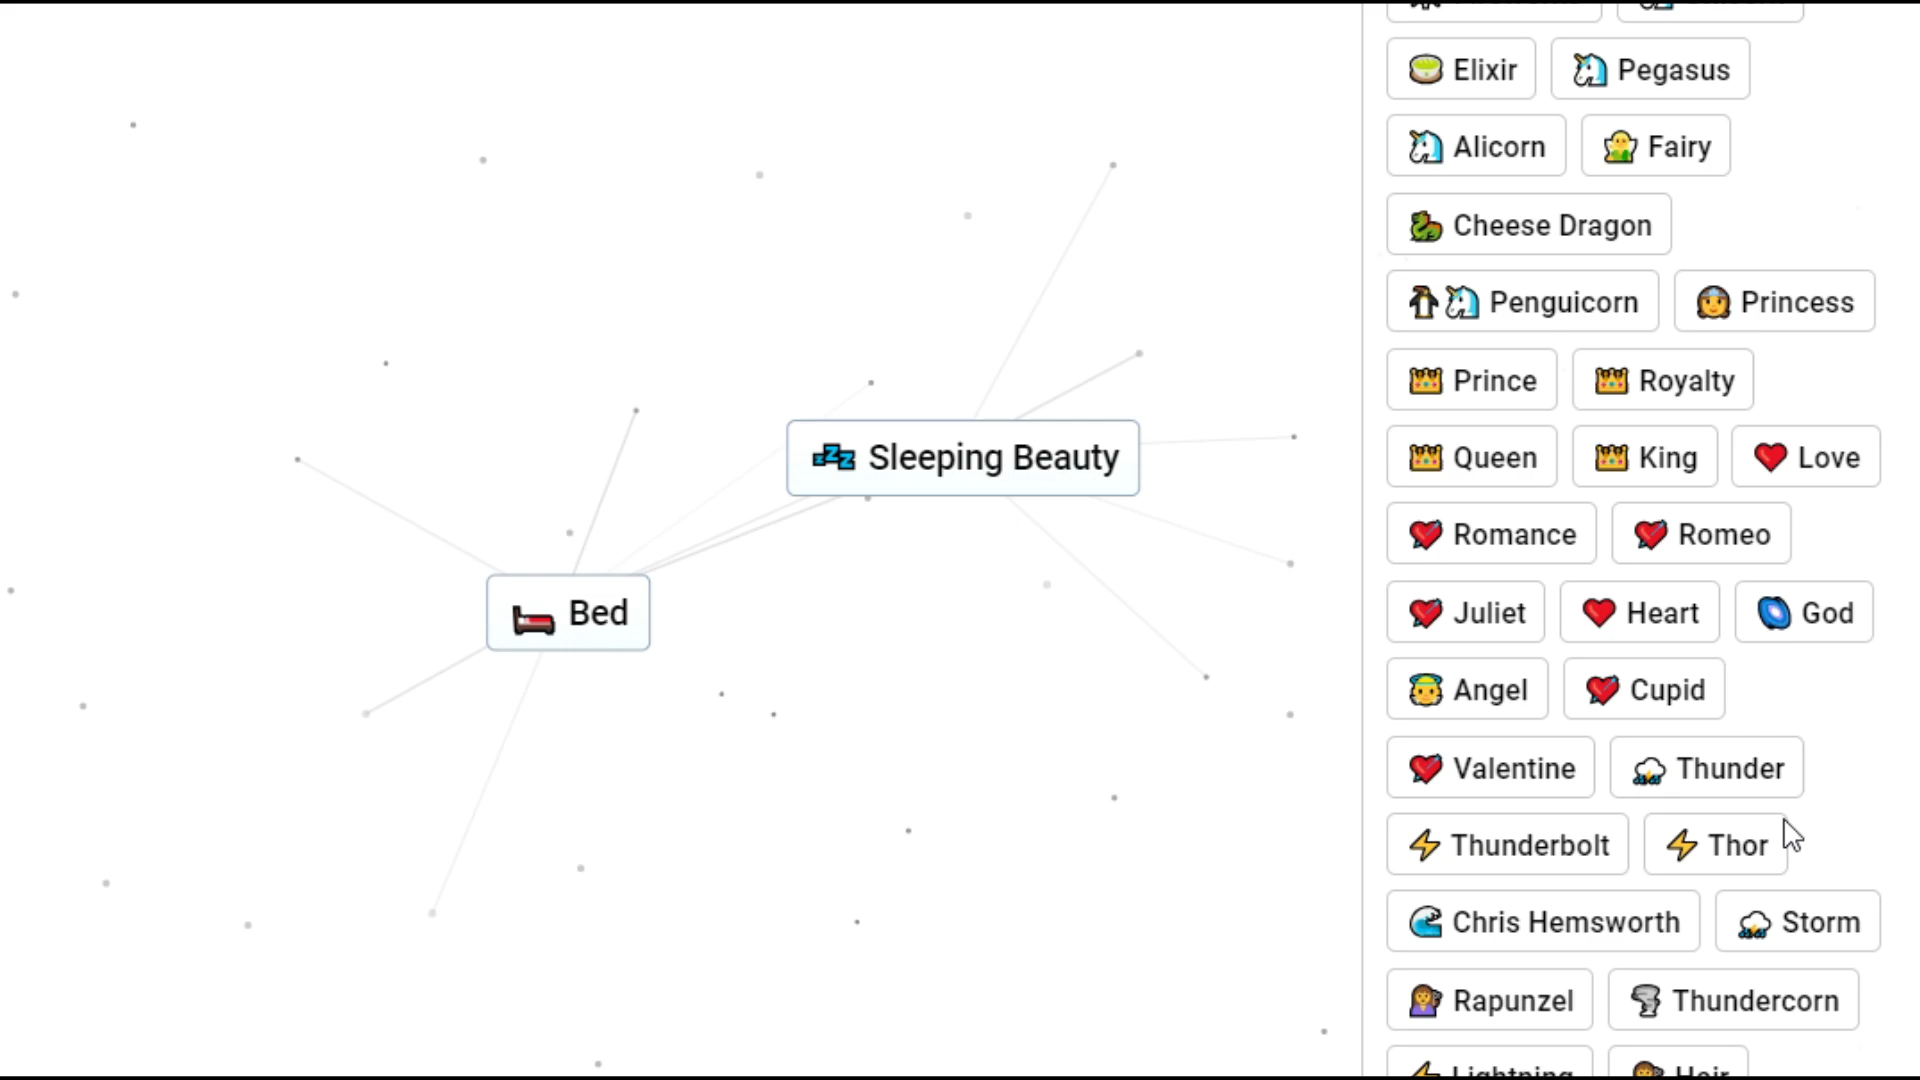 Elixir Pegasus
Alicorn Fairy
Cheese Dragon
Penguicorn Princess
Prince Royalty
Sleeping Beauty
Queen King Love
Romance Romeo
Bed
Juliet Heart God
Angel Cupid
Valentine Thunder
Thunderbolt Thor
Chris Hemsworth Storm
Rapunzel Thundercorn
Lightning